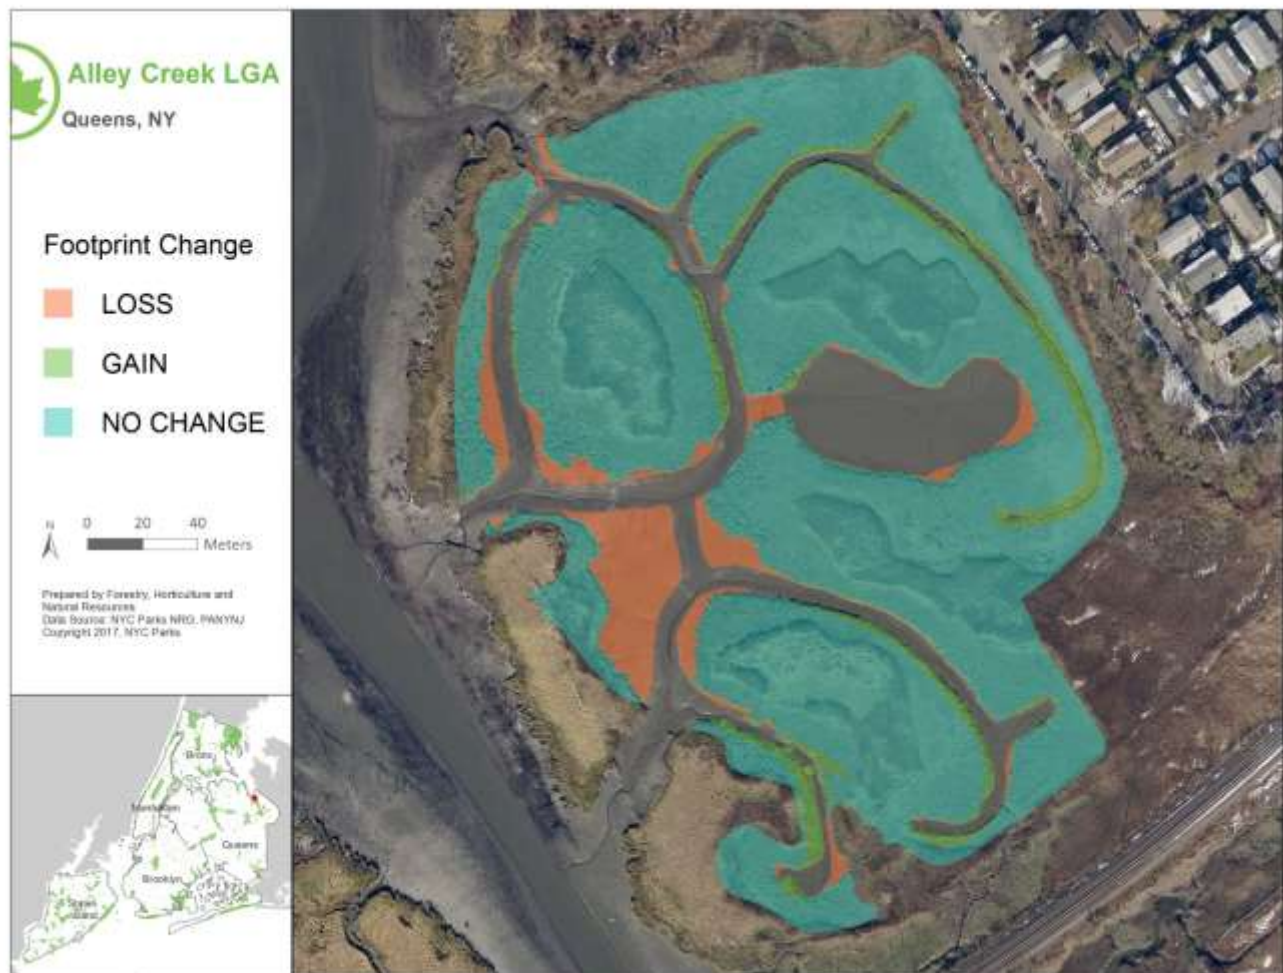 Alley Creek LGA
Queens, NY
Footprint Change
LOSS
GAIN
NO CHANGE
N
0 20 40
Meters
Prepared by Forestry, Horticulture and
Natural Resources
Data Source: NYC Parks NRG, PANYNJ
Copyright 2017, NYC Parks
Bronx
Manhattan
Queens
Brooklyn
Staten
Island